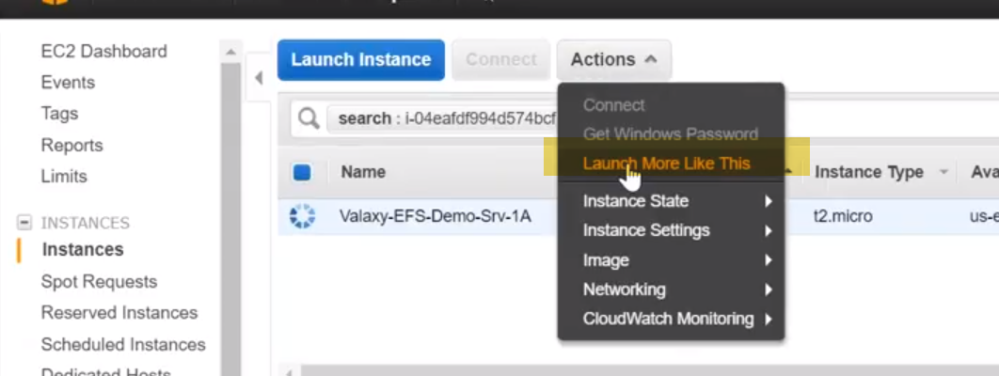 EC2 Dashboard
Events
Tags
Reports
Limits
INSTANCES
Instances
Spot Requests
Reserved Instances
Scheduled Instances
Dedicated Hosts
Launch Instance
Connect
Actions
search : i-04eafdf994d574bcf
Name
Instance Type
Valaxy-EFS-Demo-Srv-1A
t2.micro
Connect
Get Windows Password
Launch More Like This
Instance State
Instance Settings
Image
Networking
CloudWatch Monitoring